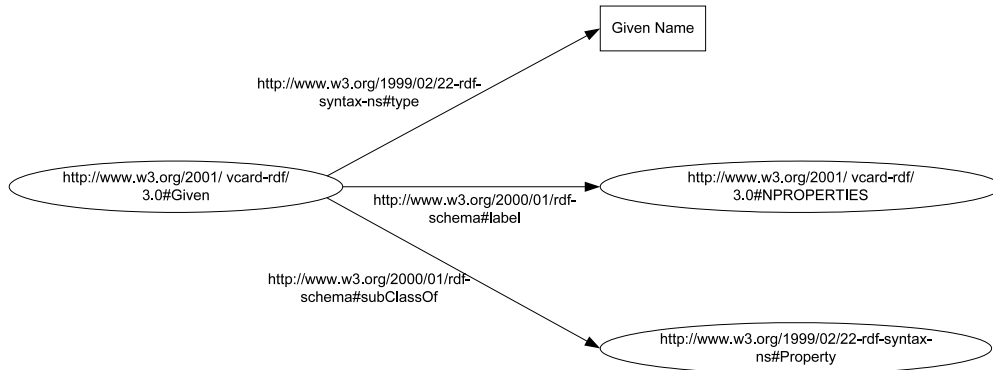 Given Name
http://www.w3.org/1999/02/22-rdf-
syntax-ns#type
http://www.w3.org/2001/ vcard-rdf/
3.0#Given
http://www.w3.org/2001/ vcard-rdf/
3.0#NPROPERTIES
http://www.w3.org/2000/01/rdf-
schema#label
http://www.w3.org/2000/01/rdf-
schema#subClassOf
http://www.w3.org/1999/02/22-rdf-syntax-
ns#Property